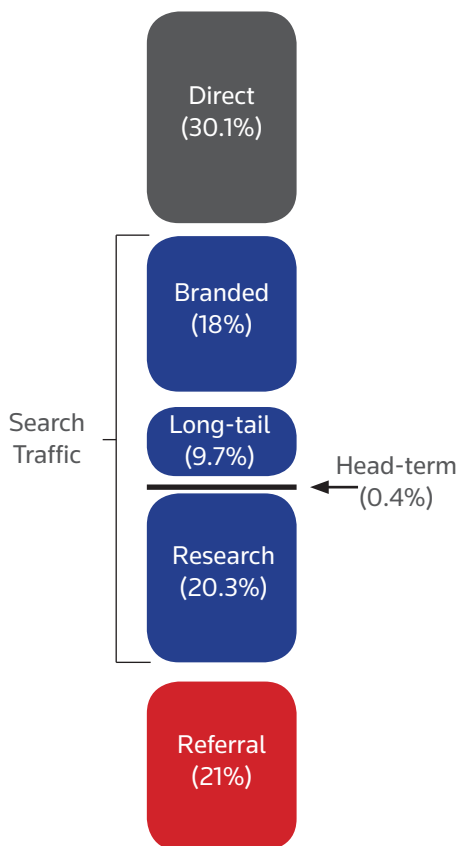 Direct
(30.1%)
Branded
(18%)
Search
Traffic
Long-tail
(9.7%)
Head-term
(0.4%)
Research
(20.3%)
Referral
(21%)